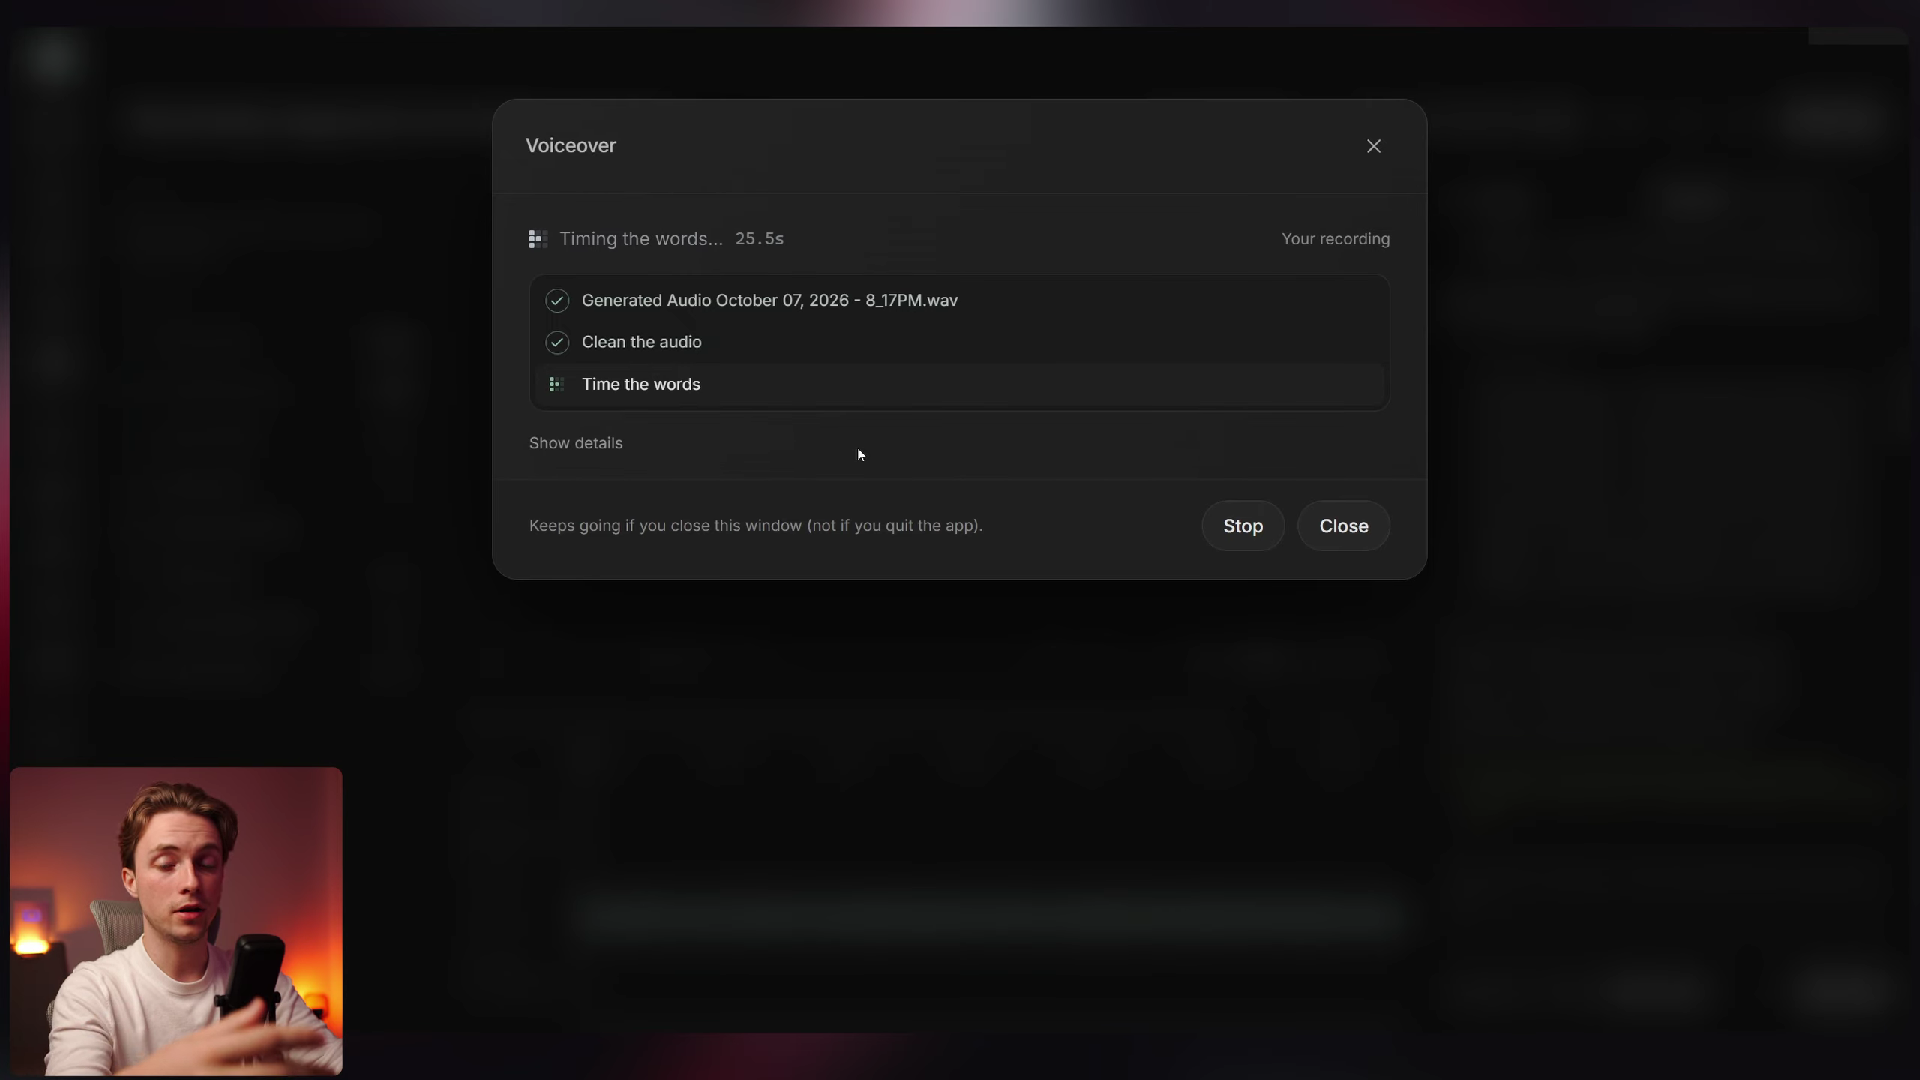 Voiceover
Timing the words... 25.5s
Your recording
Generated Audio October 07, 2026 - 8_17PM.wav
Clean the audio
Time the words
Show details
Keeps going if you close this window (not if you quit the app).
Stop
Close